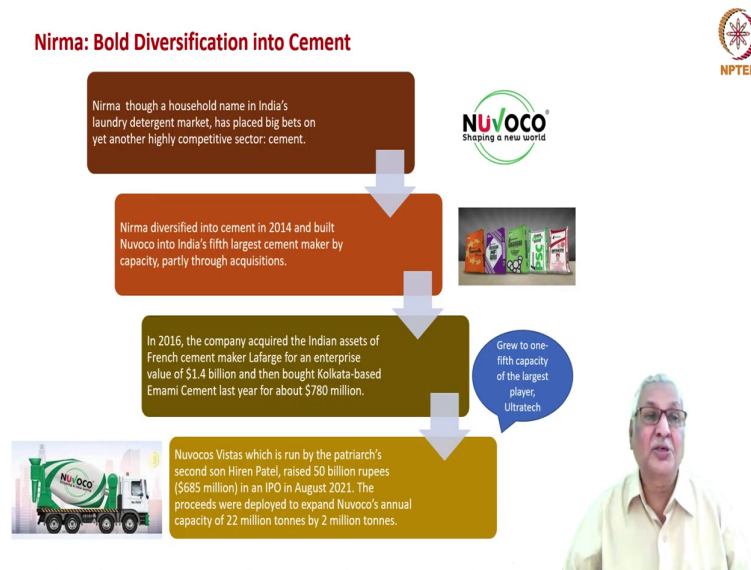 Nirma: Bold Diversification into Cement
NPTEL
Nirma though a household name in India's
laundry detergent market, has placed big bets on
yet another highly competitive sector: cement.
NUVOCO
Shaping a new world
Nirma diversified into cement in 2014 and built
Nuvoco into India's fifth largest cement maker by
capacity, partly through acquisitions.
PSC
In 2016, the company acquired the Indian assets of
French cement maker Lafarge for an enterprise
value of $1.4 billion and then bought Kolkata-based
Emami Cement last year for about $780 million.
Grew to one-
fifth capacity
of the largest
player,
Ultratech
Nuvocos Vistas which is run by the patriarch's
second son Hiren Patel, raised 50 billion rupees
($685 million) in an IPO in August 2021. The
proceeds were deployed to expand Nuvoco's annual
capacity of 22 million tonnes by 2 million tonnes.
NUVOCO
Shaping a new world